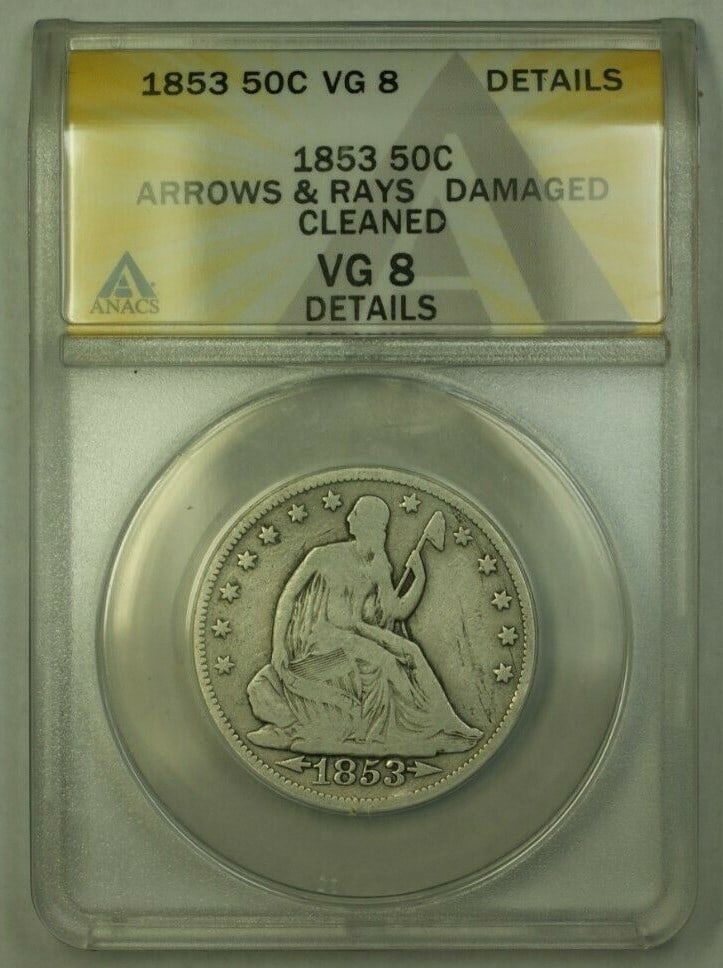 1853 50C VG 8 DETAILS
1853 50C
ARROWS & RAYS DAMAGED
CLEANED
VG 8
DETAILS
ANACS
1853